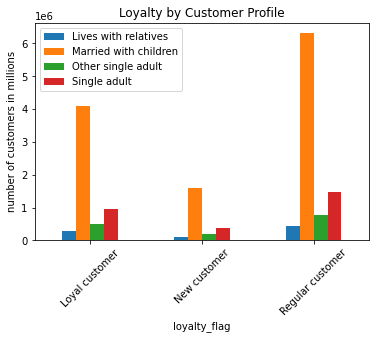 Loyalty by Customer Profile
1e6
Lives with relatives
Married with children
Other single adult
Single adult
number of customers in millions
6
5
4
3
2
1
0
Loyal customer
New customer
Regular customer
loyalty_flag